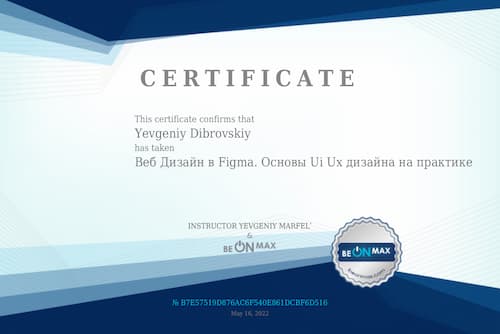 CERTIFICATE
This certificate confirms that
Yevgeniy Dibrovskiy
has taken
Веб Дизайн в Figma. Основы Ui Ux дизайна на практике
INSTRUCTOR YEVGENIY MARFEL'
&
BE ON MAX
BE ON MAX
№ B7E57519D876AC6F540E861DCBF6D516
May 16, 2022